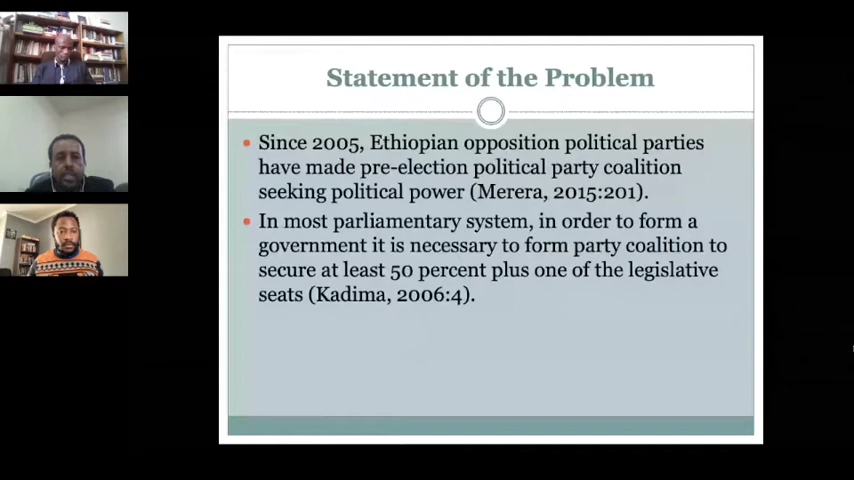 Statement of the Problem
Since 2005, Ethiopian opposition political parties
have made pre-election political party coalition
seeking political power (Merera, 2015:201).
In most parliamentary system, in order to form a
government it is necessary to form party coalition to
secure at least 50 percent plus one of the legislative
seats (Kadima, 2006:4).